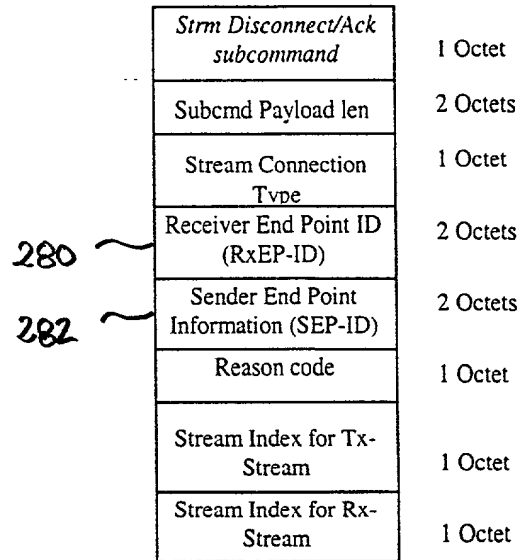 Strm Disconnect/Ack
subcommand
1 Octet
Subcmd Payload len
2 Octets
Stream Connection
Type
1 Octet
280
Receiver End Point ID
(RxEP-ID)
2 Octets
282
Sender End Point
Information (SEP-ID)
2 Octets
Reason code
1 Octet
Stream Index for Tx-
Stream
1 Octet
Stream Index for Rx-
Stream
1 Octet